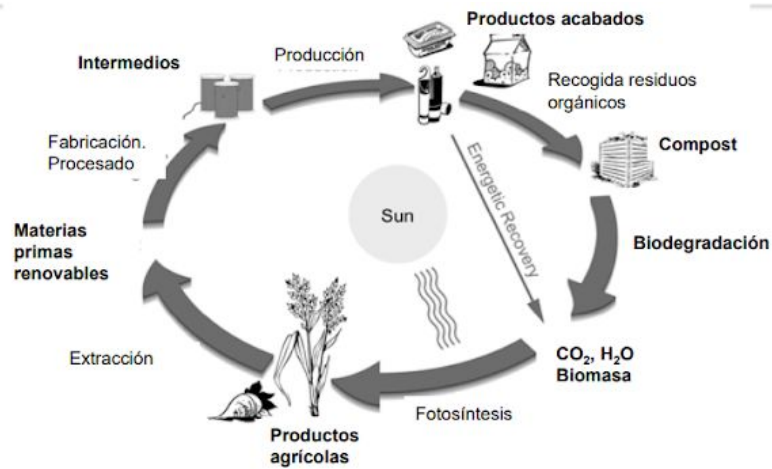 Productos acabados
Intermedios
Producción
Recogida residuos
orgánicos
Fabricación.
Procesado
Compost
Energetic Recovery
Sun
Materias
primas
renovables
Biodegradación
Extracción
CO₂, H₂O
Biomasa
Fotosíntesis
Productos
agrícolas